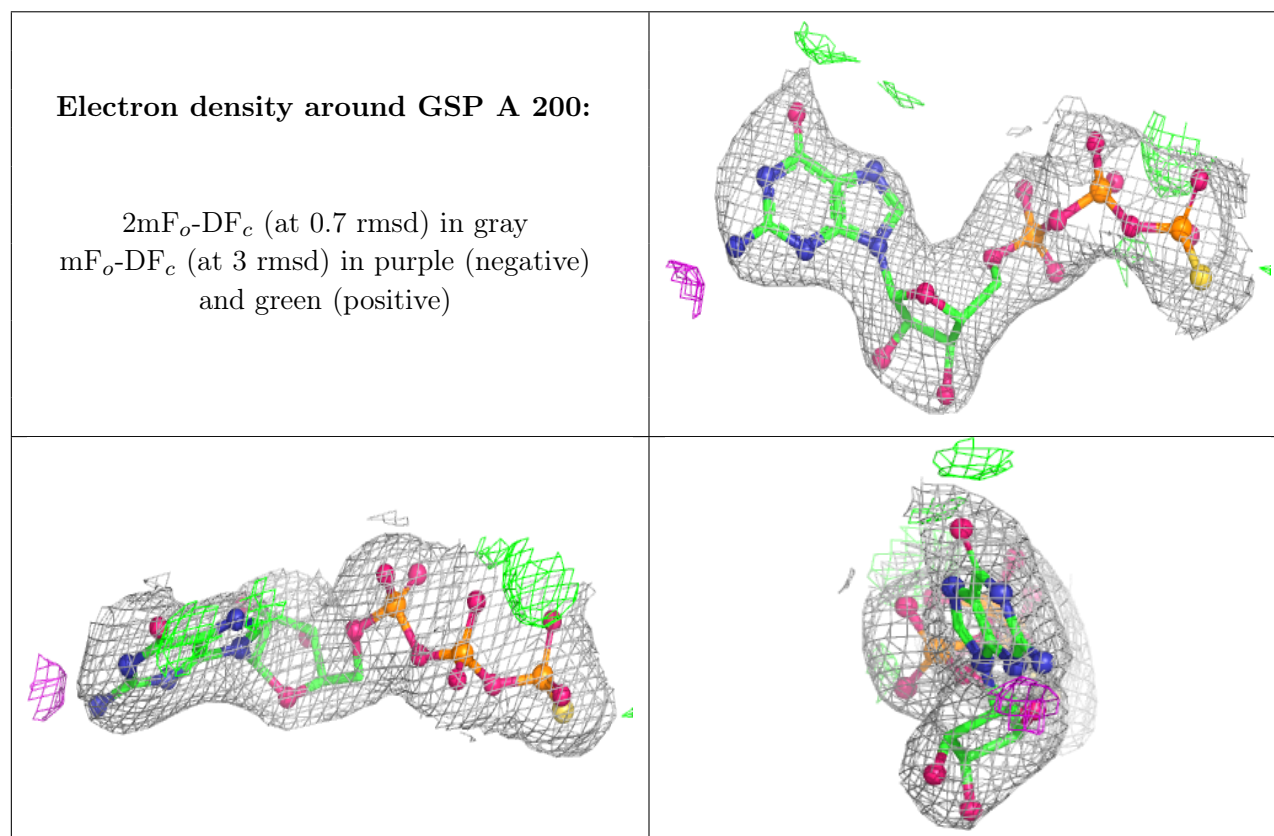 Electron density around GSP A 200:
2mFo-DFc (at 0.7 rmsd) in gray
mFo-DFc (at 3 rmsd) in purple (negative)
and green (positive)